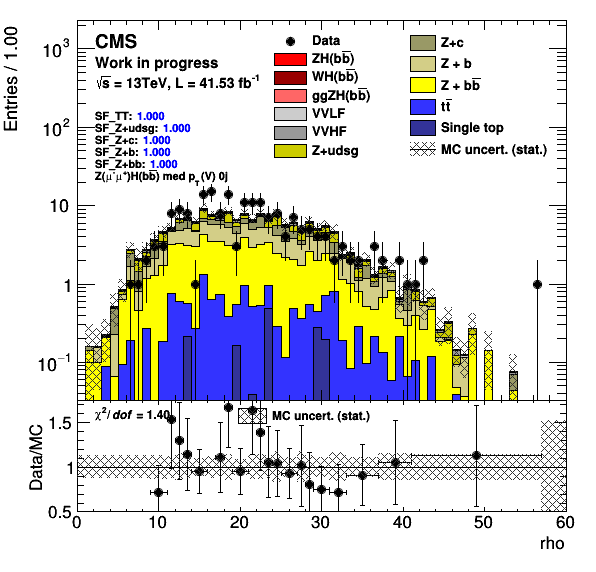 Entries / 1.00
10³
10²
10
1
10⁻¹
CMS
Work in progress
√s = 13TeV, L = 41.53 fb⁻¹
SF_TT: 1.000
SF_Z+udsg: 1.000
SF_Z+c: 1.000
SF_Z+b: 1.000
SF_Z+bb: 1.000
Z(μ⁻μ⁺)H(bb̅) med p_T(V) 0j
Data
ZH(bb̅)
WH(bb̅)
ggZH(bb̅)
VVLF
VVHF
Z+udsg
Z+c
Z + b
Z + bb̅
tt̅
Single top
MC uncert. (stat.)
Data/MC
1.5
1
0.5
χ²/dof = 1.40
MC uncert. (stat.)
0 10 20 30 40 50 60
rho